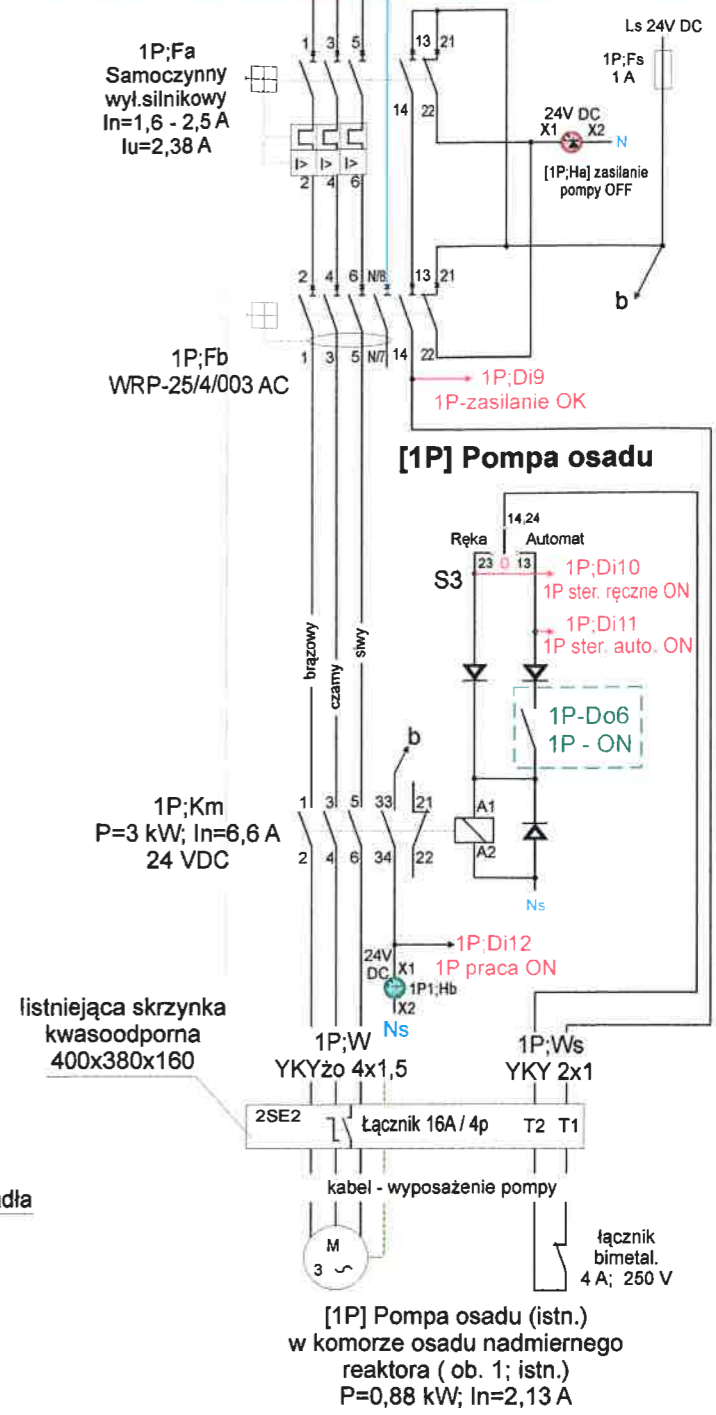 1P;Fa
Samoczynny
wył.silnikowy
In=1,6 - 2,5 A
Iu=2,38 A
1 3 5 13 21
14 22
I> I> I>
2 4 6
Ls 24V DC
1P;Fs
1 A
24V DC
X1 X2
N
[1P;Ha] zasilanie
pompy OFF
b
2 4 6 N/8 13 21
1 3 5 N/7 14 22
1P;Fb
WRP-25/4/003 AC
1P;Di9
1P-zasilanie OK
[1P] Pompa osadu
14,24
Ręka Automat
23 0 13
S3
1P;Di10
1P ster. ręczne ON
1P;Di11
1P ster. auto. ON
1P-Do6
1P - ON
brązowy
czarny
siwy
b
1P;Km
P=3 kW; In=6,6 A
24 VDC
1 3 5 33 21
2 4 6 34 22
A1
A2
Ns
1P;Di12
1P praca ON
24V
DC X1
1P1;Hb
X2
Ns
Iistniejąca skrzynka
kwasoodporna
400x380x160
1P;W
YKYżo 4x1,5
1P;Ws
YKY 2x1
2SE2
Łącznik 16A / 4p
T2 T1
dła
kabel - wyposażenie pompy
M
3 ~
łącznik
bimetal.
4 A; 250 V
[1P] Pompa osadu (istn.)
w komorze osadu nadmiernego
reaktora ( ob. 1; istn.)
P=0,88 kW; In=2,13 A